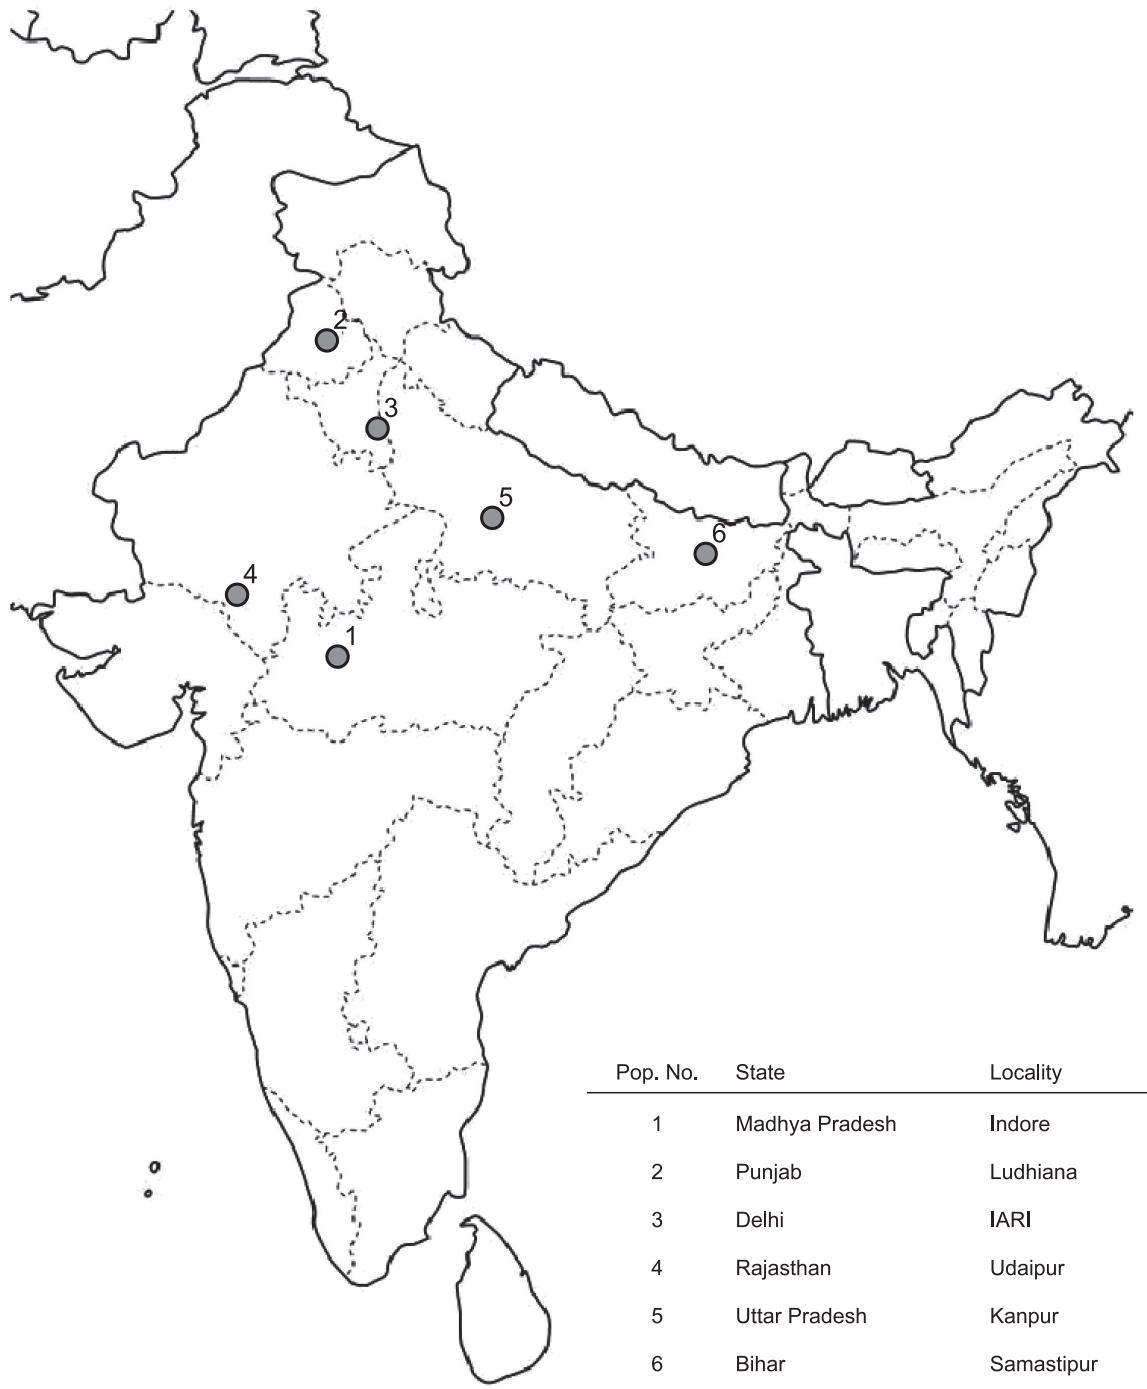 2
3
5
6
4
1
Pop. No. State Locality
1 Madhya Pradesh Indore
2 Punjab Ludhiana
3 Delhi IARI
4 Rajasthan Udaipur
5 Uttar Pradesh Kanpur
6 Bihar Samastipur